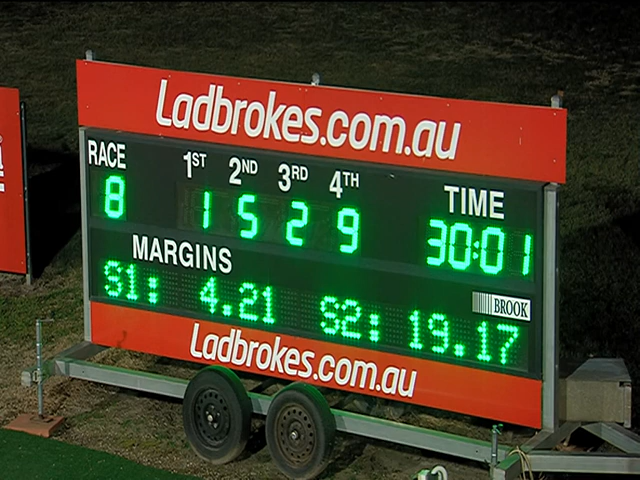 Ladbrokes.com.au
RACE 1ST 2ND 3RD 4TH TIME
8 1 5 2 9 30:01
MARGINS
BROOK
S1: 4.21 S2: 19.17
Ladbrokes.com.au